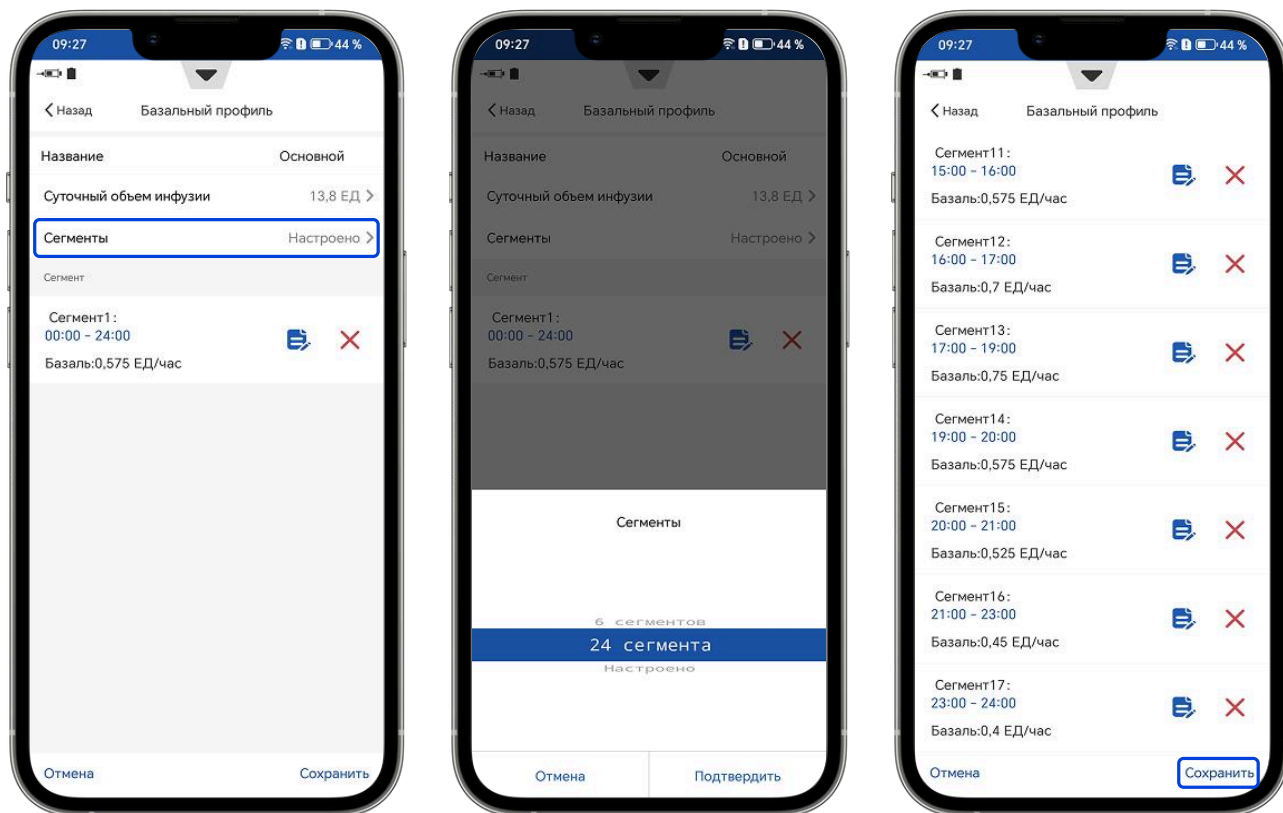 09:27
44 %
Назад
Базальный профиль
Название
Основной
Суточный объем инфузии
13,8 ЕД
Сегменты
Настроено
Сегмент
Сегмент1:
00:00 - 24:00
Базаль:0,575 ЕД/час
Отмена
Сохранить
09:27
44 %
Назад
Базальный профиль
Название
Основной
Суточный объем инфузии
13,8 ЕД
Сегменты
Настроено
Сегмент
Сегмент1:
00:00 - 24:00
Базаль:0,575 ЕД/час
Сегменты
6 сегментов
24 сегмента
Настроено
Отмена
Подтвердить
09:27
44 %
Назад
Базальный профиль
Сегмент11:
15:00 - 16:00
Базаль:0,575 ЕД/час
Сегмент12:
16:00 - 17:00
Базаль:0,7 ЕД/час
Сегмент13:
17:00 - 19:00
Базаль:0,75 ЕД/час
Сегмент14:
19:00 - 20:00
Базаль:0,575 ЕД/час
Сегмент15:
20:00 - 21:00
Базаль:0,525 ЕД/час
Сегмент16:
21:00 - 23:00
Базаль:0,45 ЕД/час
Сегмент17:
23:00 - 24:00
Базаль:0,4 ЕД/час
Отмена
Сохранить